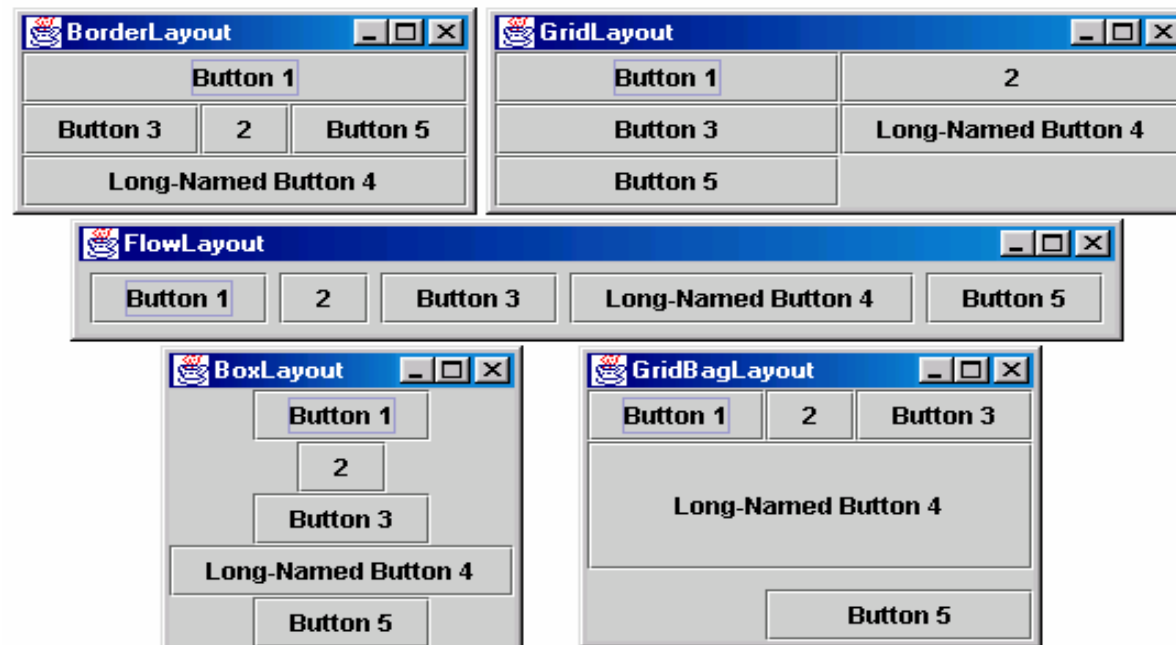 BorderLayout
Button 1
Button 3 2 Button 5
Long-Named Button 4
GridLayout
Button 1 2
Button 3 Long-Named Button 4
Button 5
FlowLayout
Button 1 2 Button 3 Long-Named Button 4 Button 5
BoxLayout
Button 1
2
Button 3
Long-Named Button 4
Button 5
GridBagLayout
Button 1 2 Button 3
Long-Named Button 4
Button 5